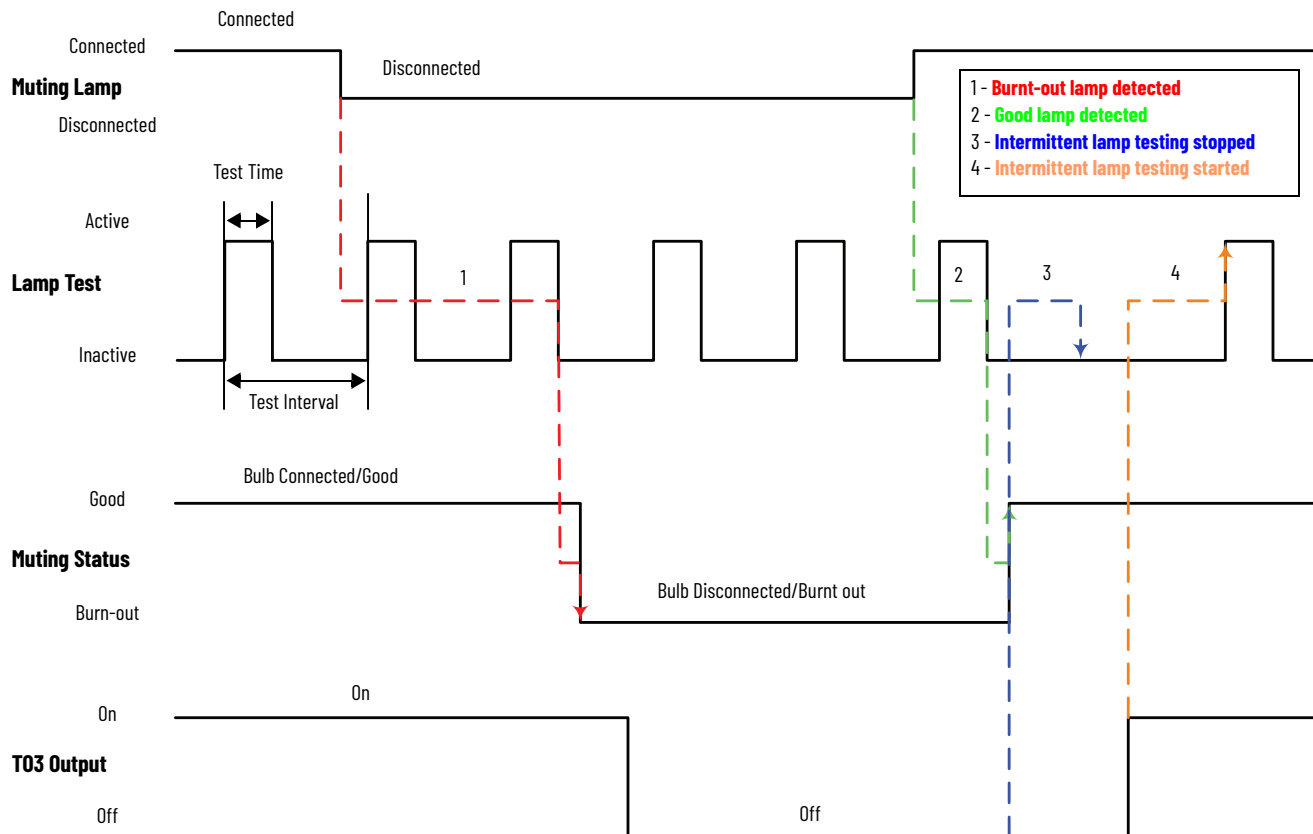 Connected
Connected
Disconnected
Muting Lamp
Disconnected
1 - Burnt-out lamp detected
2 - Good lamp detected
3 - Intermittent lamp testing stopped
4 - Intermittent lamp testing started
Test Time
Active
1
2
3
4
Lamp Test
Inactive
Test Interval
Bulb Connected/Good
Good
Muting Status
Bulb Disconnected/Burnt out
Burn-out
On
On
TO3 Output
Off
Off